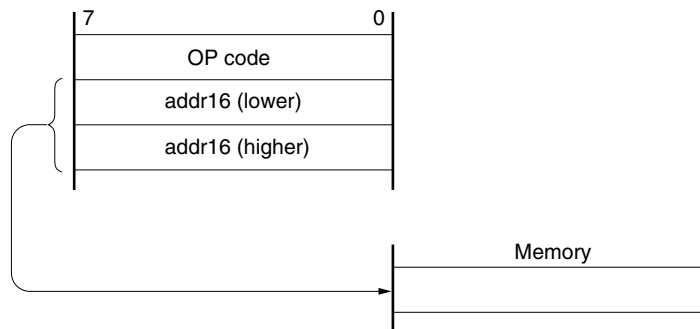 7 0
OP code
addr16 (lower)
addr16 (higher)
Memory